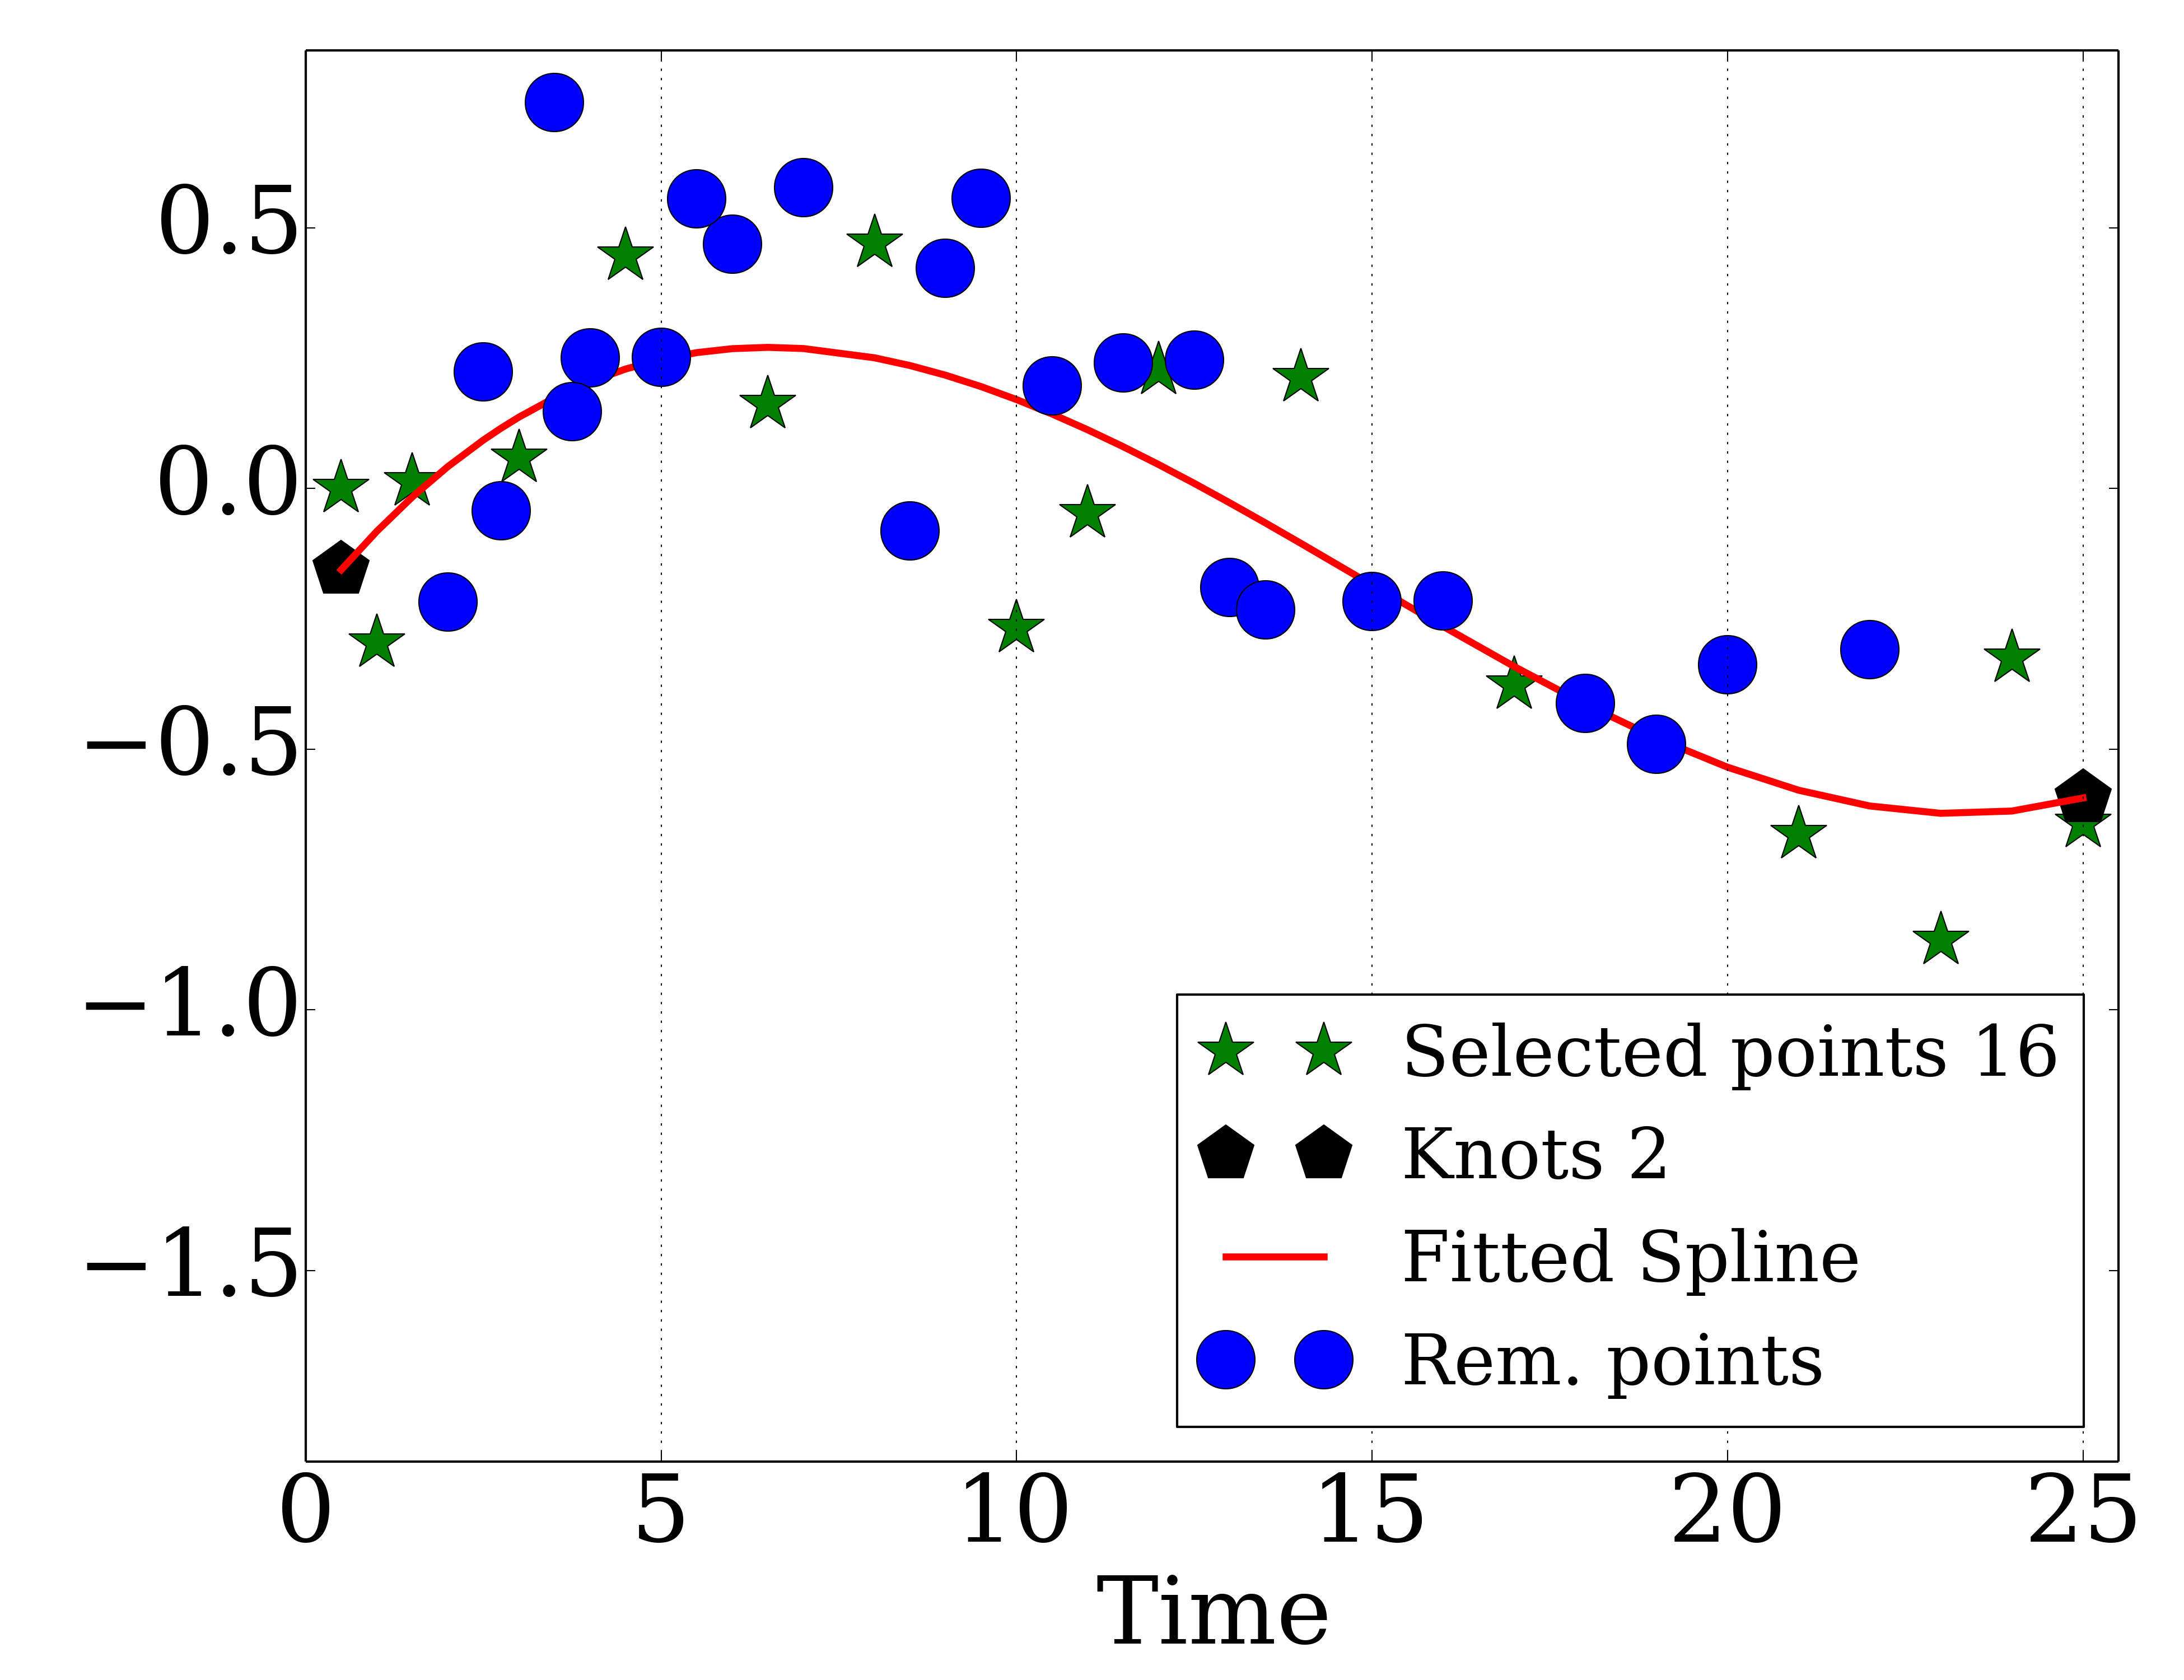 0.5
0.0
−0.5
−1.0
−1.5
Selected points 16
Knots 2
Fitted Spline
Rem. points
0 5 10 15 20 25
Time